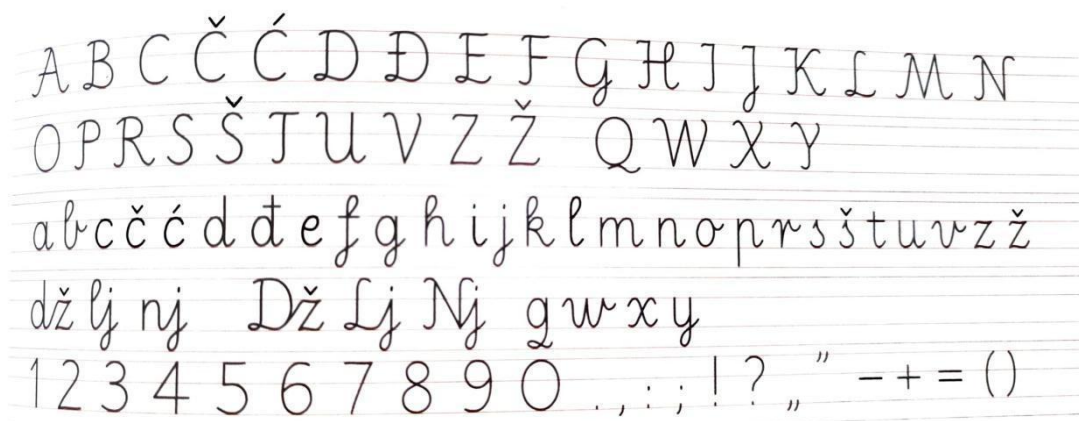 A B C Č Ć D Đ E F G H I J K L M N
O P R S Š T U V Z Ž Q W X Y
a b c č ć d đ e f g h i j k l m n o p r s š t u v z ž
dž lj nj Dž Lj Nj q w x y
1 2 3 4 5 6 7 8 9 0 . , : ; ! ? „ ” - + = ( )